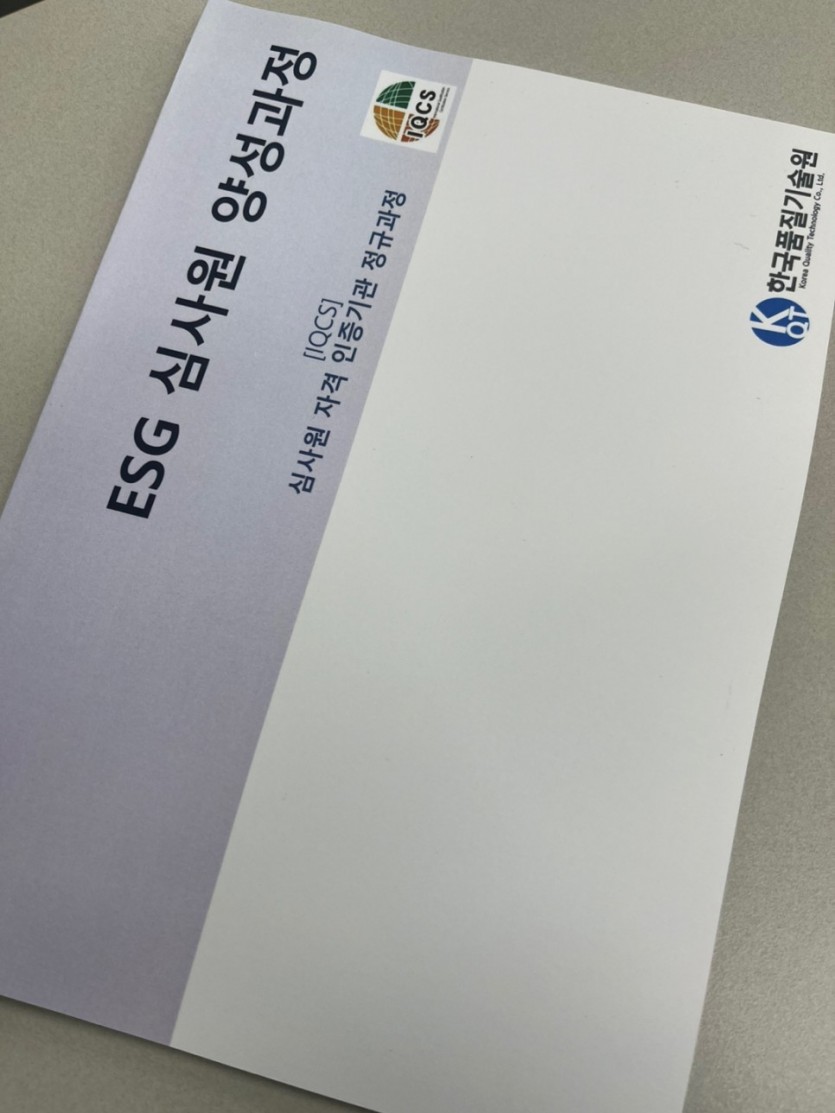 ESG 심사원 양성과정
IQCS
[IQCS]
심사원 자격 인증기관 정규과정
KQT 한국품질기술원
Korea Quality Technology Co., Ltd.